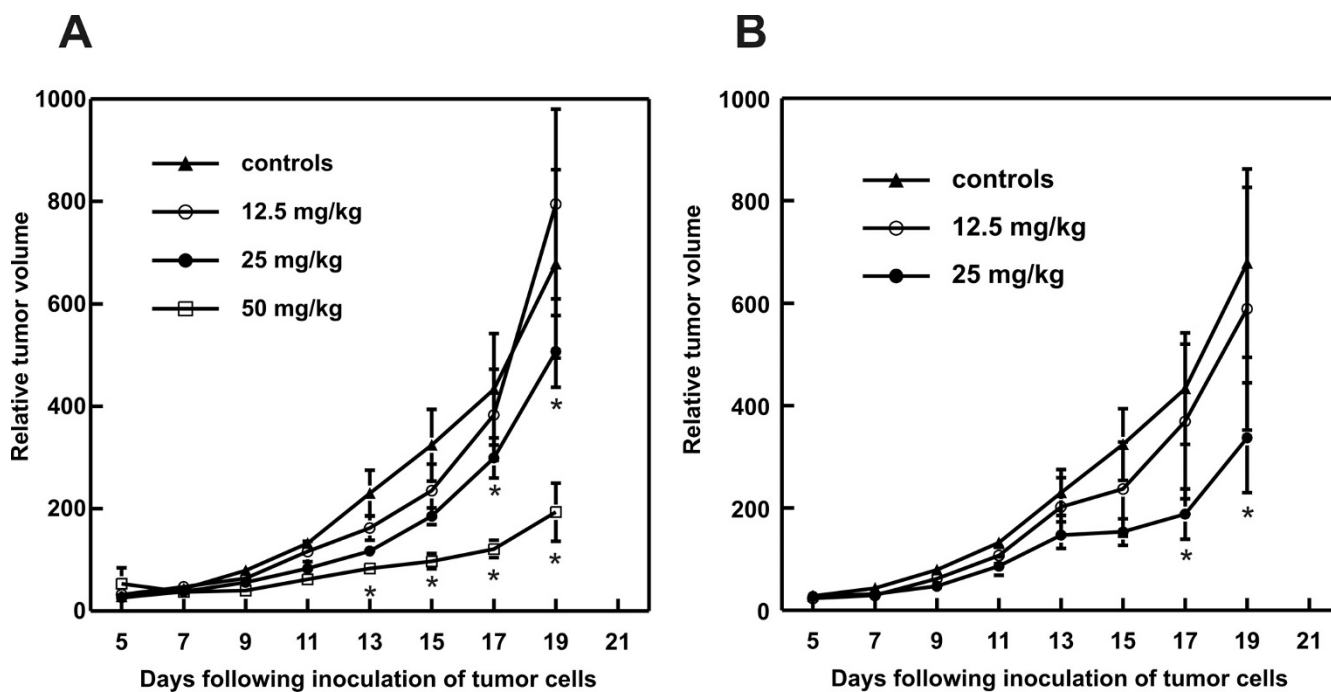 A
1000
800
600
400
200
0
Relative tumor volume
controls
12.5 mg/kg
25 mg/kg
50 mg/kg
*
*
*
*
*
*
5 7 9 11 13 15 17 19 21
Days following inoculation of tumor cells
B
1000
800
600
400
200
0
Relative tumor volume
controls
12.5 mg/kg
25 mg/kg
*
*
5 7 9 11 13 15 17 19 21
Days following inoculation of tumor cells